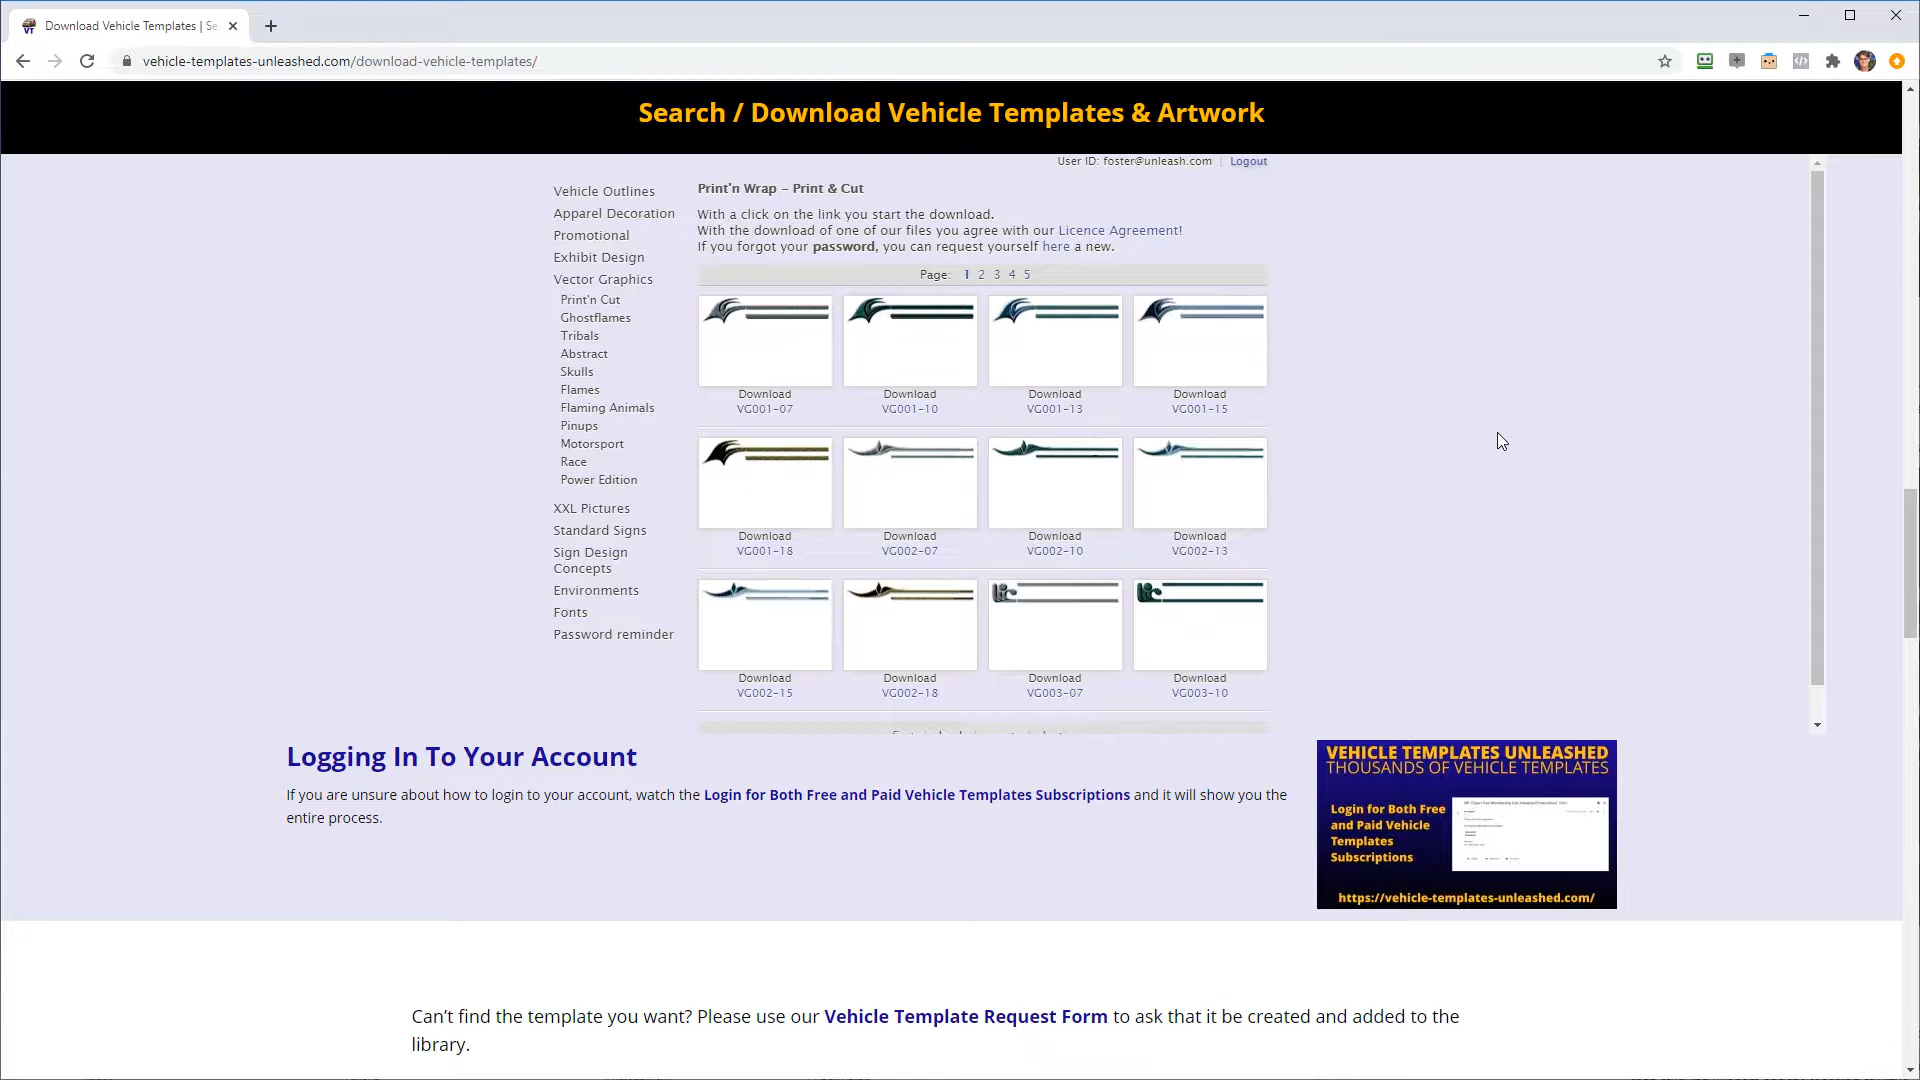 Download Vehicle Templates | Se
vehicle-templates-unleashed.com/download-vehicle-templates/
Search / Download Vehicle Templates & Artwork
User ID: foster@unleash.com | Logout
Vehicle Outlines
Apparel Decoration
Promotional
Exhibit Design
Vector Graphics
Print'n Cut
Ghostflames
Tribals
Abstract
Skulls
Flames
Flaming Animals
Pinups
Motorsport
Race
Power Edition
XXL Pictures
Standard Signs
Sign Design
Concepts
Environments
Fonts
Password reminder
Print'n Wrap – Print & Cut
With a click on the link you start the download.
With the download of one of our files you agree with our Licence Agreement!
If you forgot your password, you can request yourself here a new.
Page: 1 2 3 4 5
Download Download Download Download
VG001-07 VG001-10 VG001-13 VG001-15
Download Download Download Download
VG001-18 VG002-07 VG002-10 VG002-13
Download Download Download Download
VG002-15 VG002-18 VG003-07 VG003-10
Logging In To Your Account
If you are unsure about how to login to your account, watch the Login for Both Free and Paid Vehicle Templates Subscriptions and it will show you the
entire process.
VEHICLE TEMPLATES UNLEASHED
THOUSANDS OF VEHICLE TEMPLATES
Login for Both Free
and Paid Vehicle
Templates
Subscriptions
https://vehicle-templates-unleashed.com/
Can’t find the template you want? Please use our Vehicle Template Request Form to ask that it be created and added to the
library.